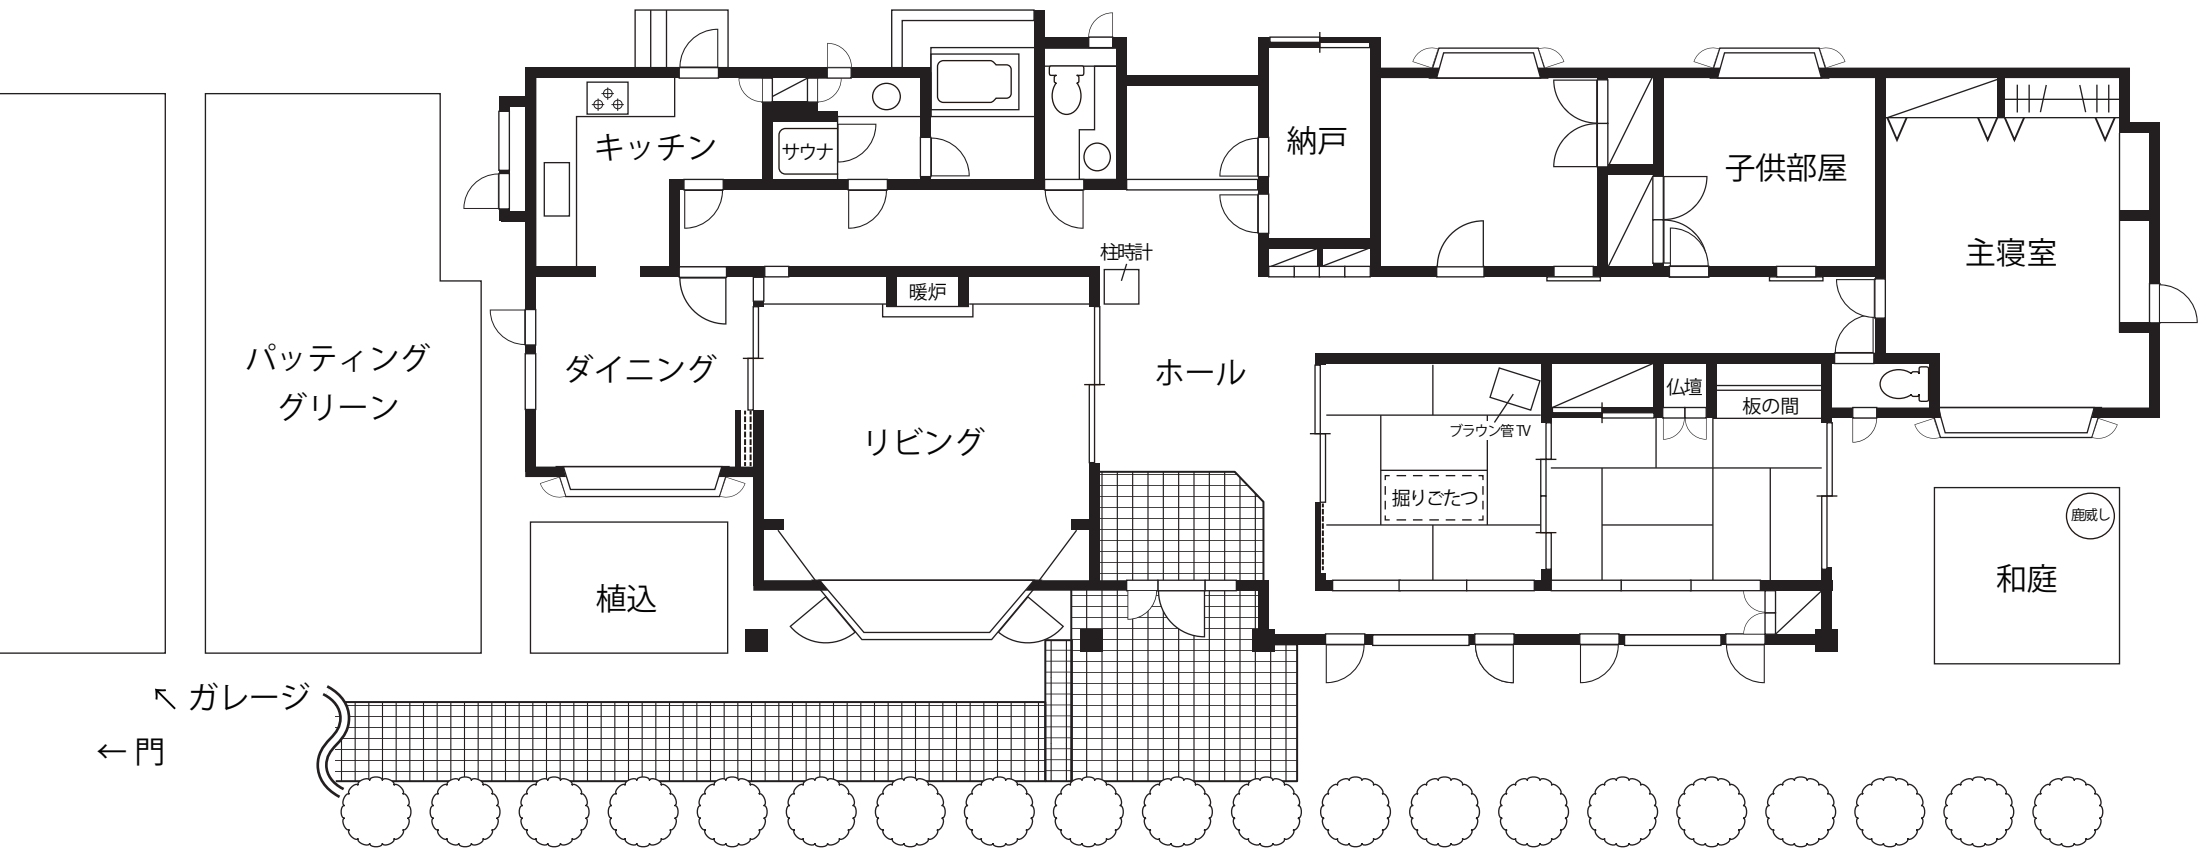 キッチン
サウナ
納戸
子供部屋
主寝室
柱時計
暖炉
パッティング
グリーン
ダイニング
リビング
ホール
仏壇
板の間
ブラウン管TV
掘りごたつ
鹿威し
和庭
植込
↖ ガレージ
← 門